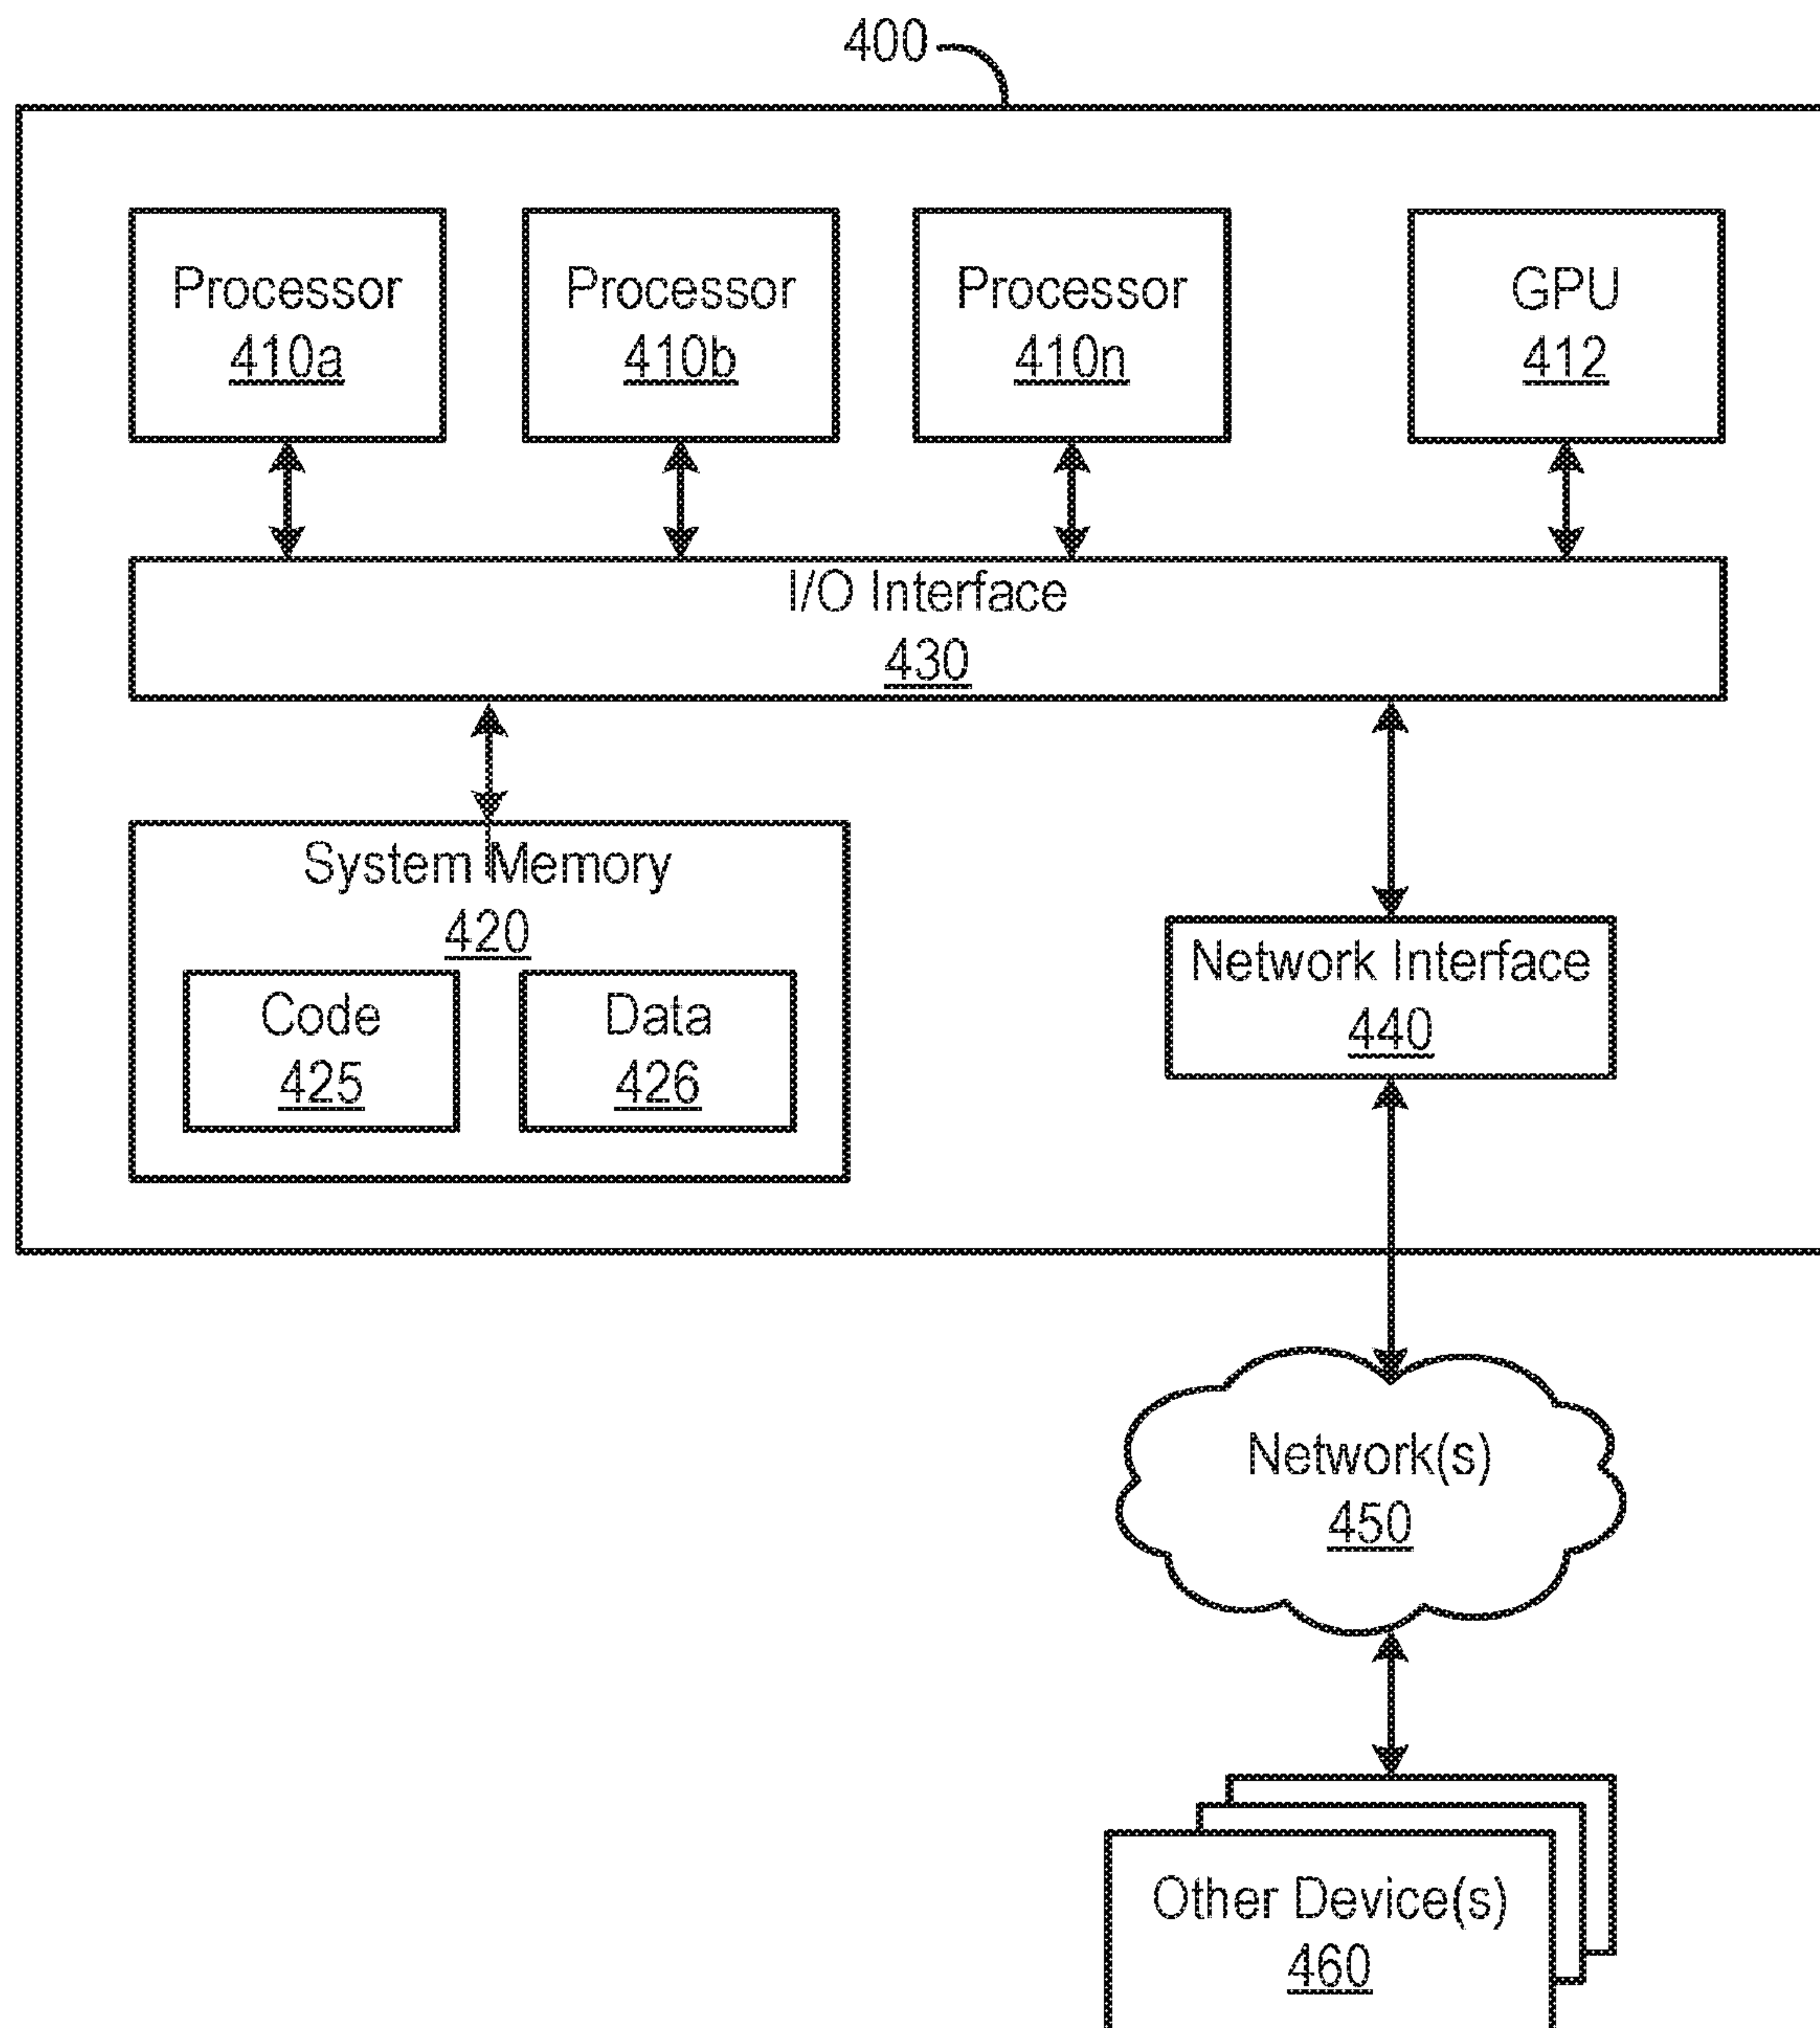 400
Processor
410a
Processor
410b
Processor
410n
GPU
412
I/O Interface
430
System Memory
420
Code
425
Data
426
Network Interface
440
Network(s)
450
Other Device(s)
460